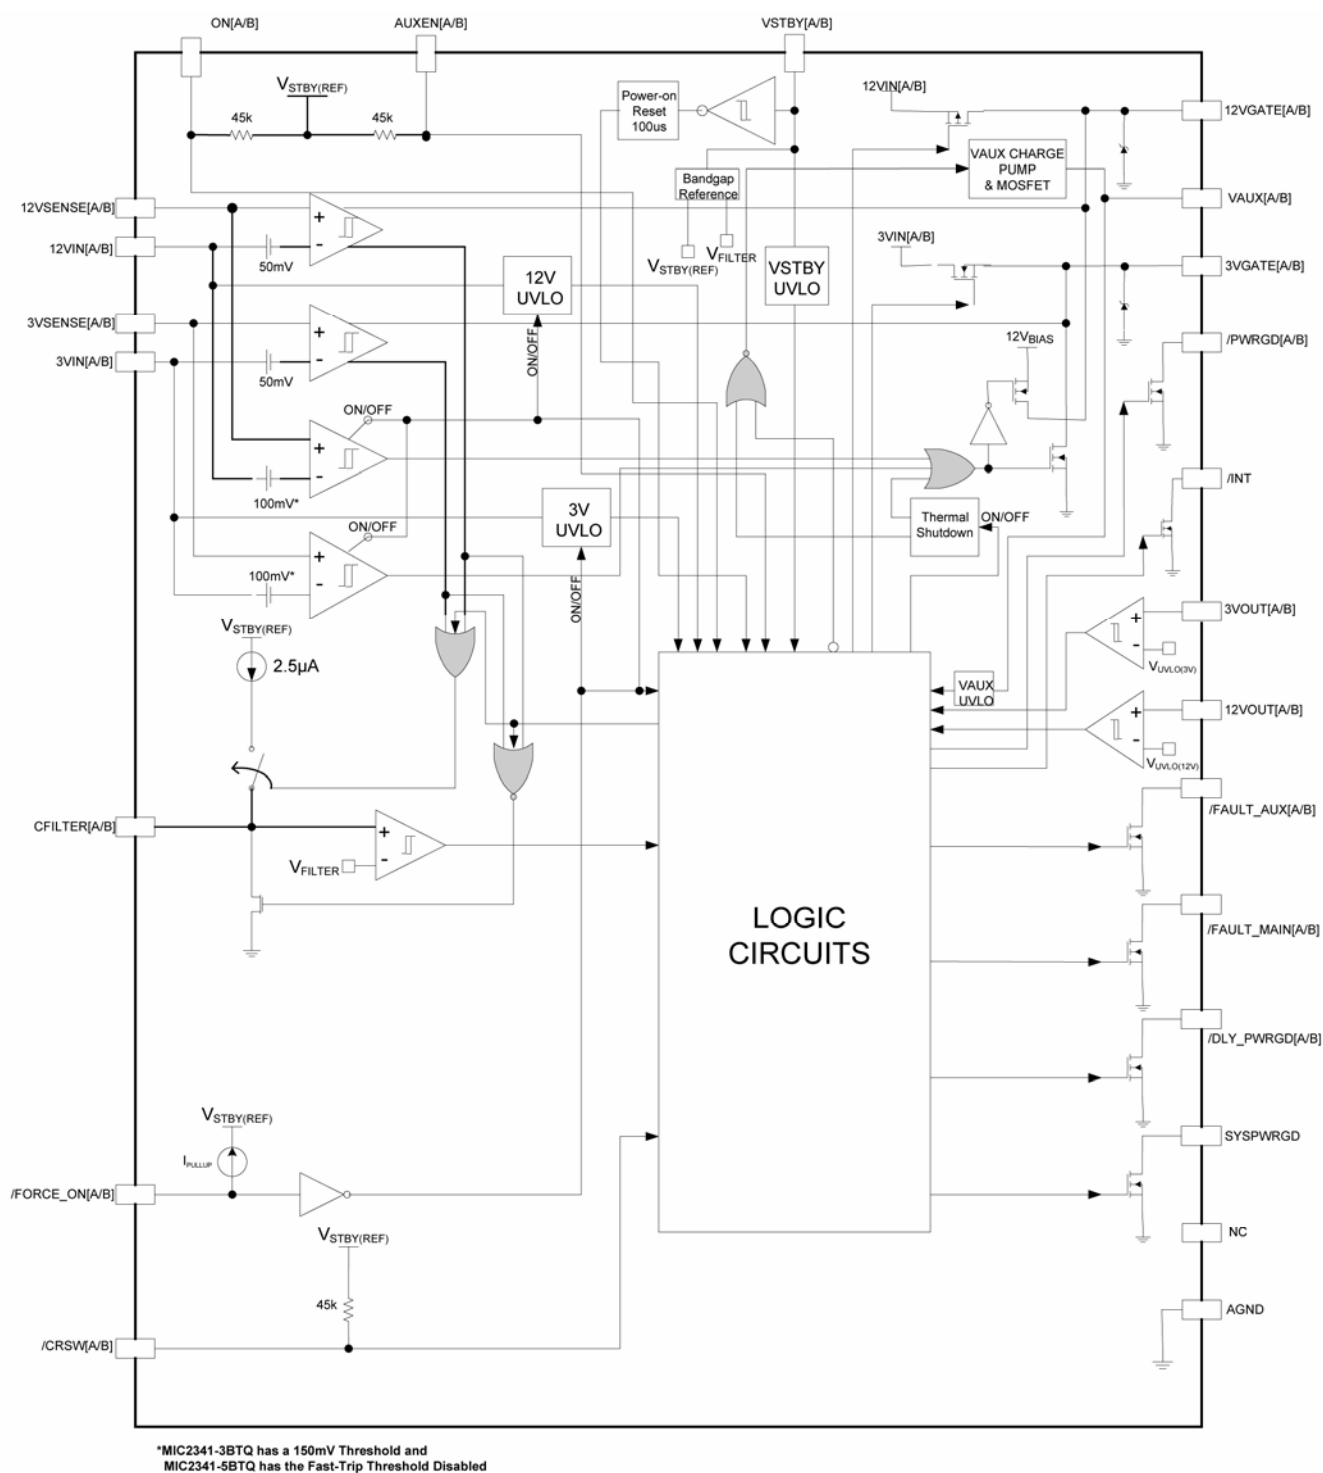 ON[A/B]
AUXEN[A/B]
VSTBY[A/B]
VSTBY(REF)
45k
45k
Power-on
Reset
100us
12VIN[A/B]
12VGATE[A/B]
VAUX CHARGE
PUMP
& MOSFET
Bandgap
Reference
12VSENSE[A/B]
VAUX[A/B]
12VIN[A/B]
+
-
50mV
VSTBY(REF)
VFILTER
3VIN[A/B]
3VGATE[A/B]
12V
UVLO
VSTBY
UVLO
3VSENSE[A/B]
+
-
3VIN[A/B]
50mV
ON/OFF
12VBIAS
/PWRGD[A/B]
ON/OFF
+
-
100mV*
/INT
3V
UVLO
Thermal
Shutdown
ON/OFF
ON/OFF
+
-
100mV*
ON/OFF
VSTBY(REF)
2.5µA
3VOUT[A/B]
+
-
VUVLO(3V)
VAUX
UVLO
12VOUT[A/B]
+
-
VUVLO(12V)
/FAULT_AUX[A/B]
CFILTER[A/B]
+
-
VFILTER
LOGIC
CIRCUITS
/FAULT_MAIN[A/B]
/DLY_PWRGD[A/B]
VSTBY(REF)
IPULLUP
/FORCE_ON[A/B]
SYSPWRGD
VSTBY(REF)
NC
45k
AGND
/CRSW[A/B]
*MIC2341-3BTQ has a 150mV Threshold and
MIC2341-5BTQ has the Fast-Trip Threshold Disabled